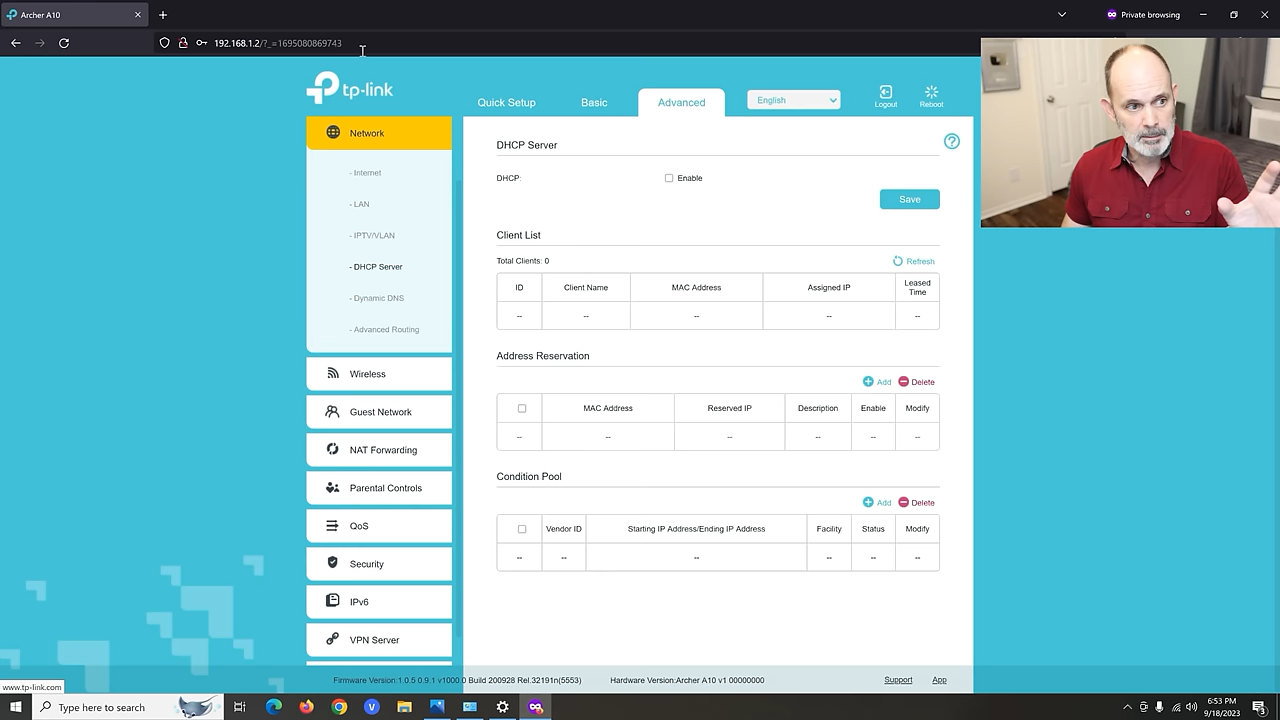 Archer A10
Private browsing
192.168.1.2/?_=1695080869743
tp-link
Quick Setup
Basic
Advanced
English
Logout
Reboot
Network
- Internet
- LAN
- IPTV/VLAN
- DHCP Server
- Dynamic DNS
- Advanced Routing
Wireless
Guest Network
NAT Forwarding
Parental Controls
QoS
Security
IPv6
VPN Server
DHCP Server
DHCP: Enable
Save
Client List
Total Clients: 0 Refresh
ID Client Name MAC Address Assigned IP Leased Time
-- -- -- -- --
Address Reservation
Add Delete
MAC Address Reserved IP Description Enable Modify
-- -- -- -- -- --
Condition Pool
Add Delete
Vendor ID Starting IP Address/Ending IP Address Facility Status Modify
-- -- -- -- -- --
www.tp-link.com
Firmware Version:1.0.5 0.9.1 v1000.0 Build 200928 Rel.32191n(5553) Hardware Version:Archer A10 v1 00000000 Support App
Type here to search
6:53 PM
9/18/2023